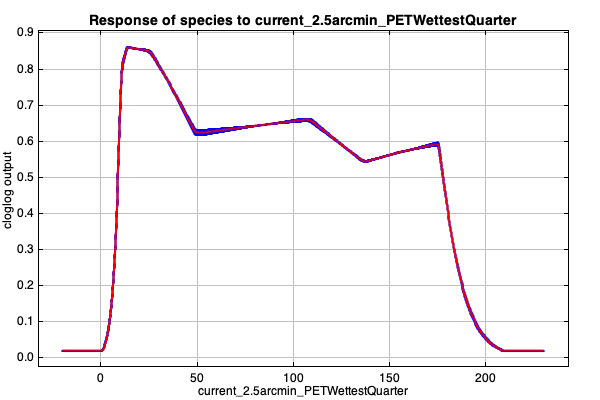 Response of species to current_2.5arcmin_PETWettestQuarter
0.9
0.8
0.7
0.6
0.5
0.4
0.3
0.2
0.1
0.0
cloglog output
0 50 100 150 200
current_2.5arcmin_PETWettestQuarter